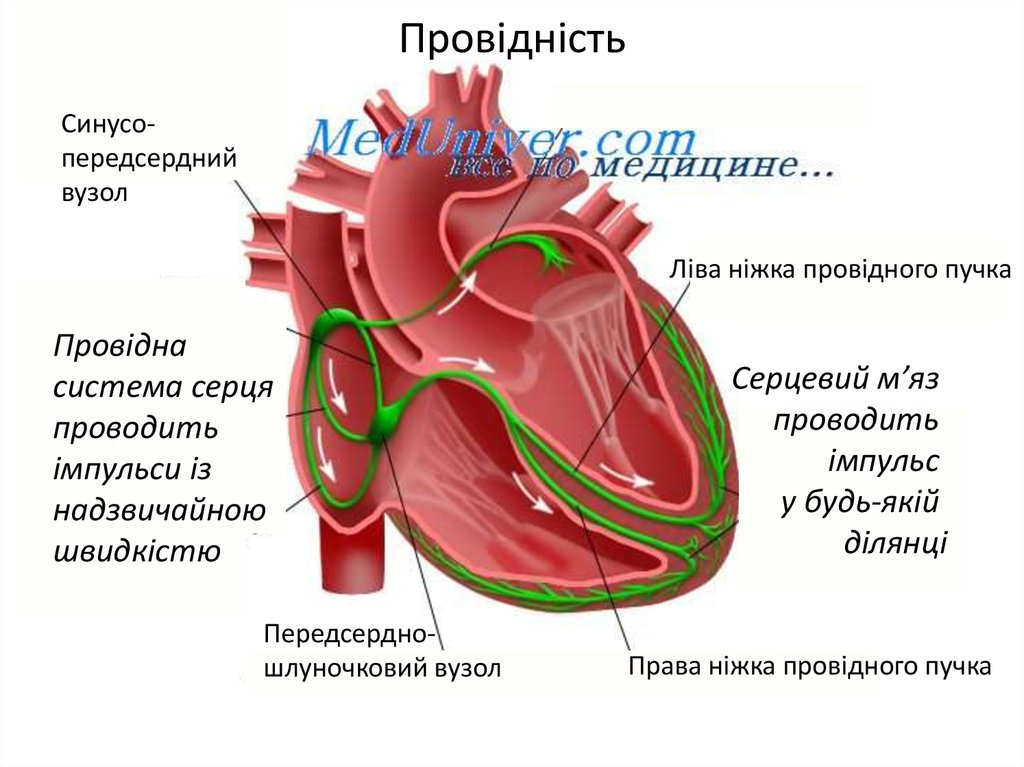 Провідність
MedUniver.com
все по медицине...
Синусо-
передсердний
вузол
Ліва ніжка провідного пучка
Провідна
система серця
проводить
імпульси із
надзвичайною
швидкістю
Серцевий м’яз
проводить
імпульс
у будь-якій
ділянці
Передсердно-
шлуночковий вузол
Права ніжка провідного пучка